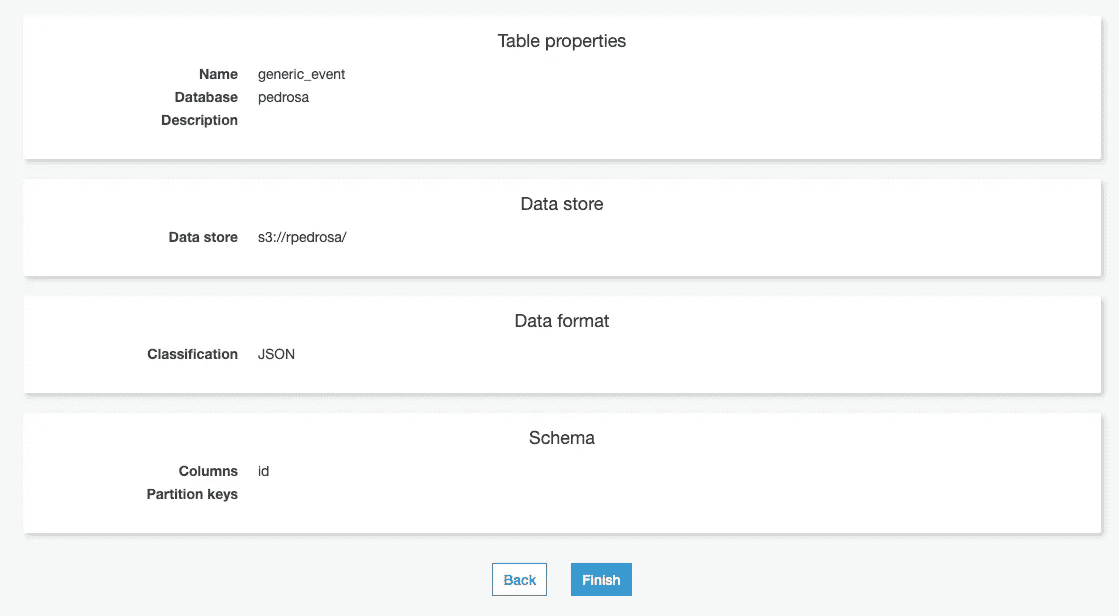 Table properties
Name generic_event
Database pedrosa
Description
Data store
Data store s3://rpedrosa/
Data format
Classification JSON
Schema
Columns id
Partition keys
Back Finish